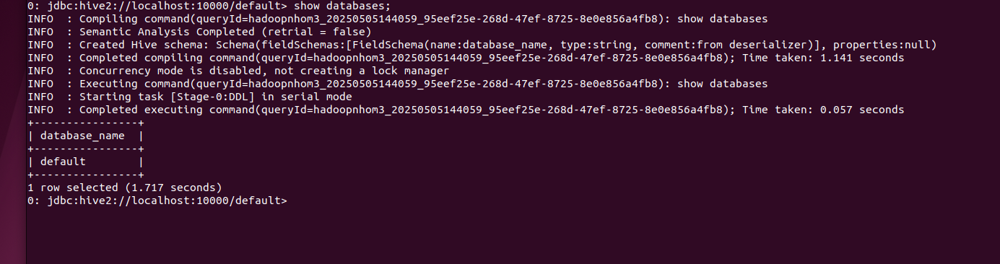 0: jdbc:hive2://localhost:10000/default> show databases;
INFO  : Compiling command(queryId=hadoopnhom3_20250505144059_95eef25e-268d-47ef-8725-8e0e856a4fb8): show databases
INFO  : Semantic Analysis Completed (retrial = false)
INFO  : Created Hive schema: Schema(fieldSchemas:[FieldSchema(name:database_name, type:string, comment:from deserializer)], properties:null)
INFO  : Completed compiling command(queryId=hadoopnhom3_20250505144059_95eef25e-268d-47ef-8725-8e0e856a4fb8); Time taken: 1.141 seconds
INFO  : Concurrency mode is disabled, not creating a lock manager
INFO  : Executing command(queryId=hadoopnhom3_20250505144059_95eef25e-268d-47ef-8725-8e0e856a4fb8): show databases
INFO  : Starting task [Stage-0:DDL] in serial mode
INFO  : Completed executing command(queryId=hadoopnhom3_20250505144059_95eef25e-268d-47ef-8725-8e0e856a4fb8); Time taken: 0.057 seconds
+----------------+
| database_name  |
+----------------+
| default        |
+----------------+
1 row selected (1.717 seconds)
0: jdbc:hive2://localhost:10000/default>